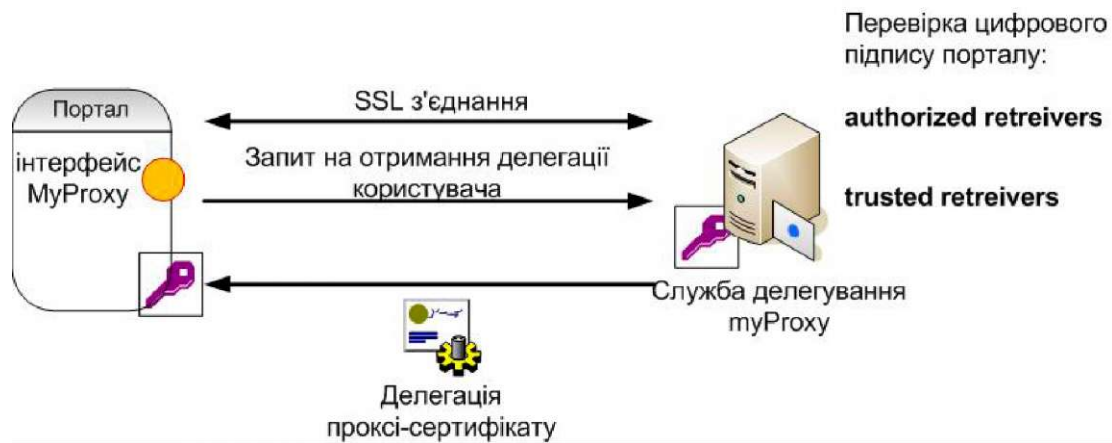 Перевірка цифрового
підпису порталу:
Портал
SSL з'єднання
authorized retreivers
інтерфейс
MyProxy
Запит на отримання делегації
користувача
trusted retreivers
Служба делегування
myProxy
Делегація
проксі-сертифікату